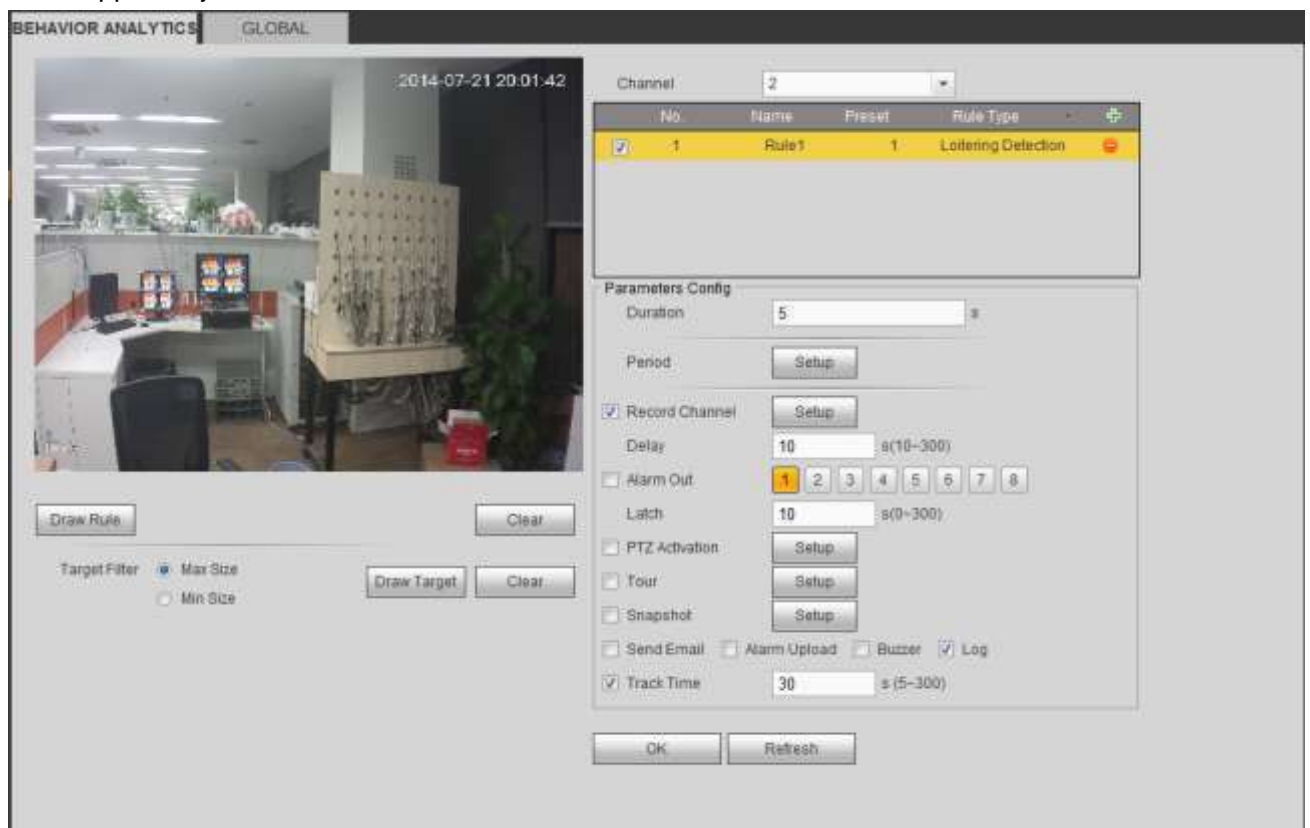 BEHAVIOR ANALYTICS GLOBAL
2014-07-21 20:01:42
Channel 2
No. Name Preset Rule Type
1 Rule1 1 Loitering Detection
Parameters Config
Duration 5 s
Period Setup
Record Channel Setup
Delay 10 s(10~300)
Alarm Out 1 2 3 4 5 6 7 8
Latch 10 s(0~300)
PTZ Activation Setup
Tour Setup
Snapshot Setup
Send Email Alarm Upload Buzzer Log
Track Time 30 s (5~300)
OK Refresh
Draw Rule Clear
Target Filter Max Size
Min Size
Draw Target Clear